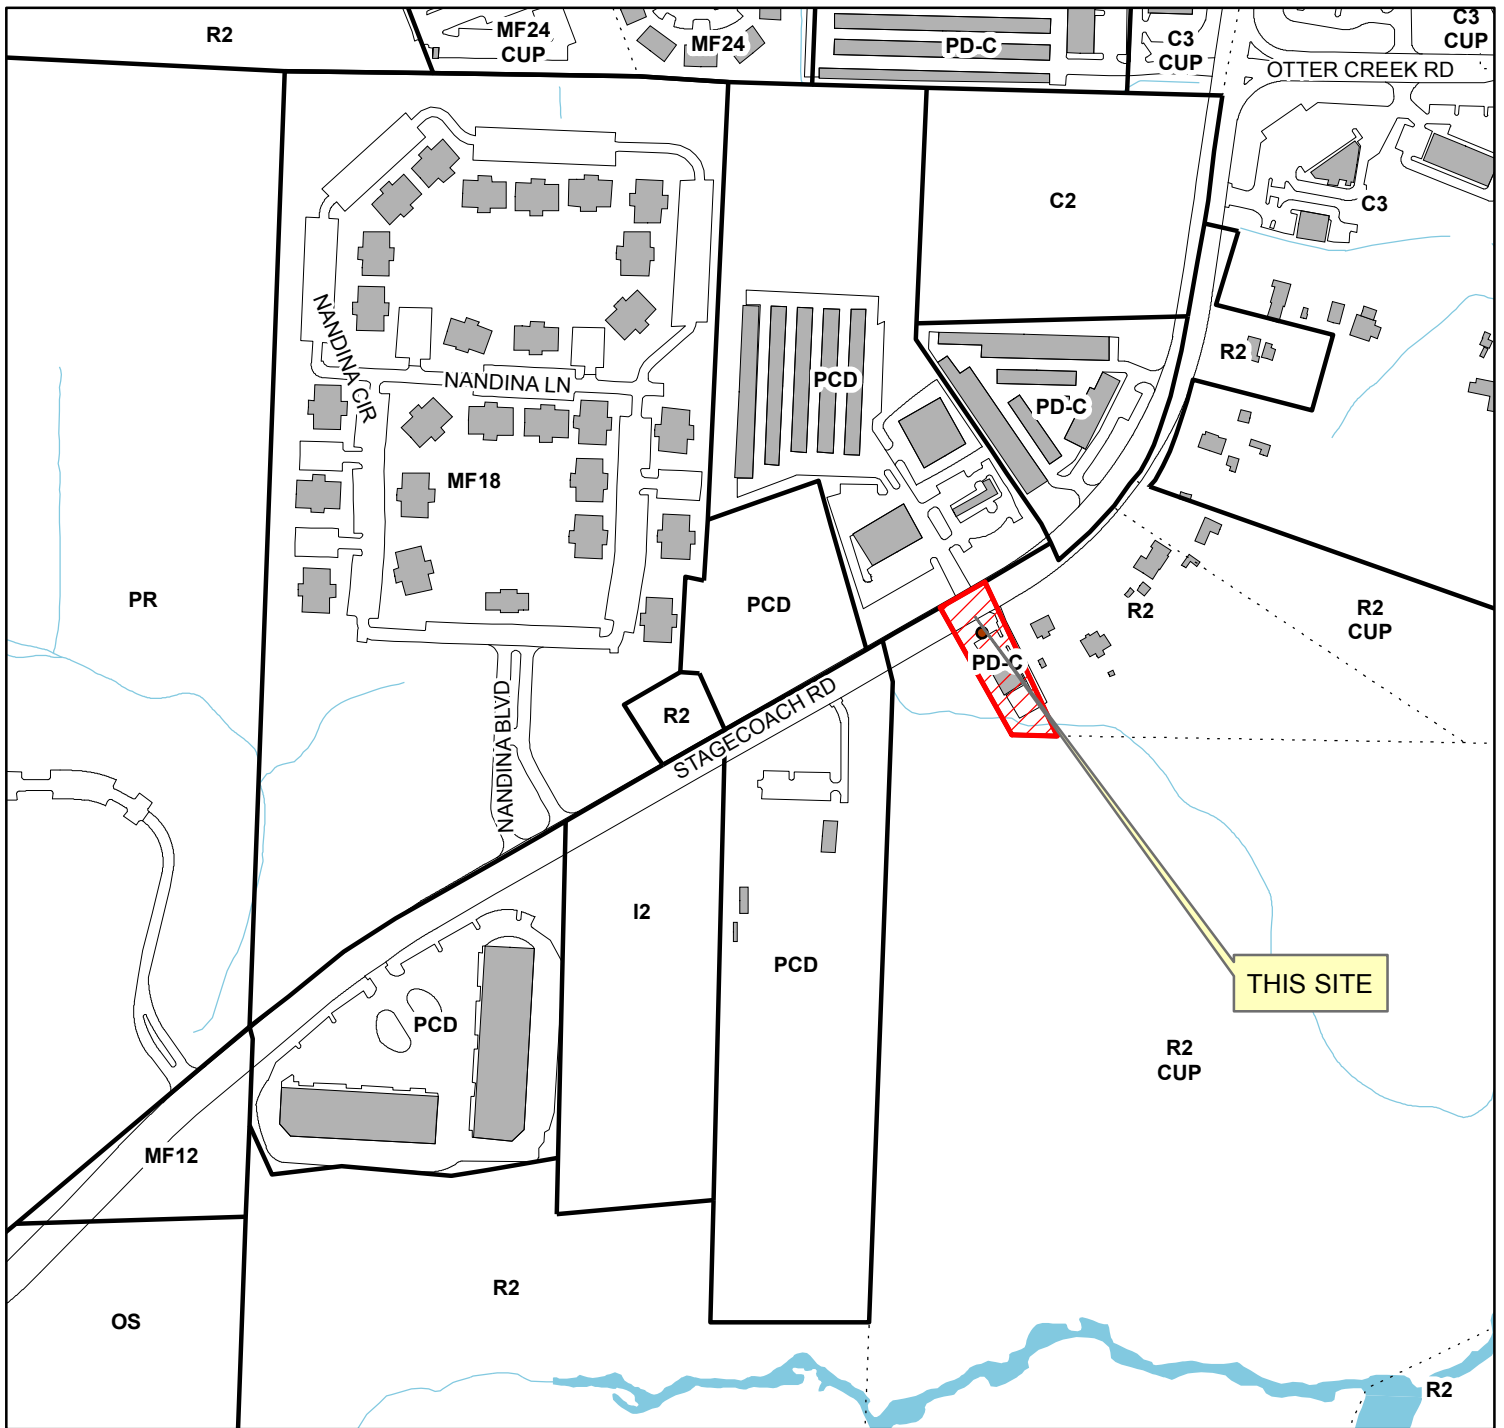 R2
MF24
CUP
MF24
PD-C
C3
CUP
C3
CUP
OTTER CREEK RD
C2
C3
NANDINA CIR
NANDINA LN
PCD
PD-C
R2
MF18
PR
PCD
R2
R2
CUP
PD-C
R2
STAGECOACH RD
NANDINA BLVD
I2
PCD
THIS SITE
PCD
R2
CUP
MF12
R2
OS
R2